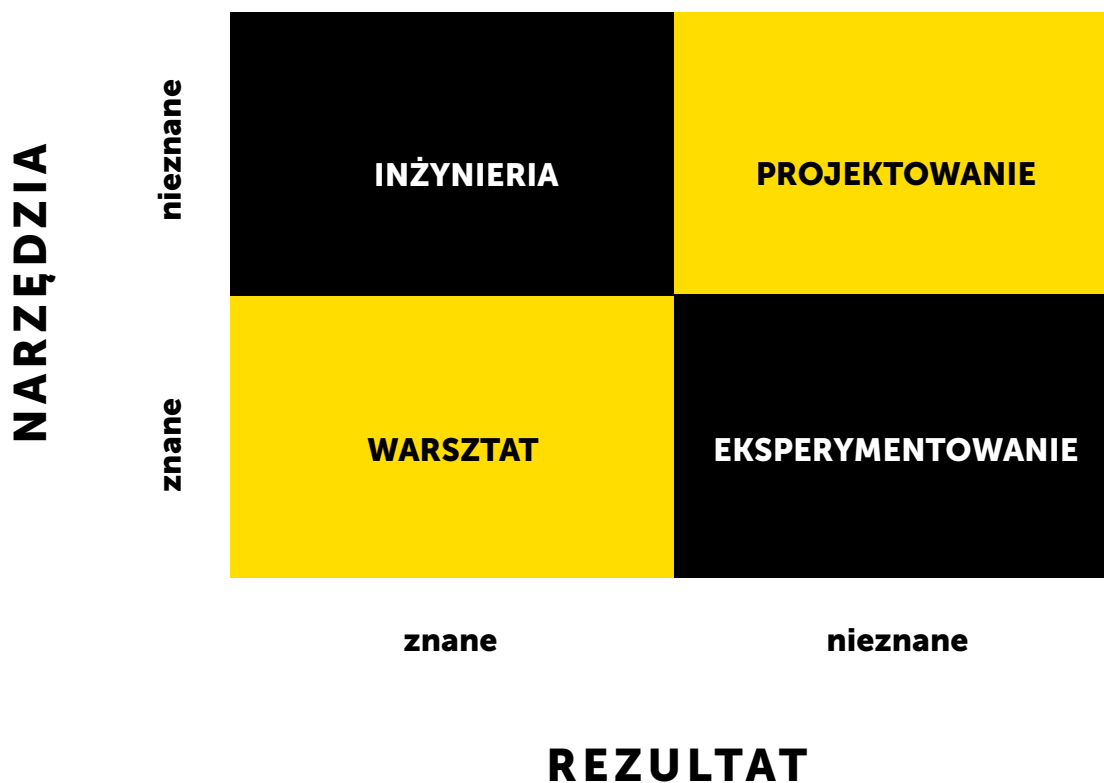 NARZĘDZIA
nieznane
INŻYNIERIA
PROJEKTOWANIE
znane
WARSZTAT
EKSPERYMENTOWANIE
znane
nieznane
REZULTAT